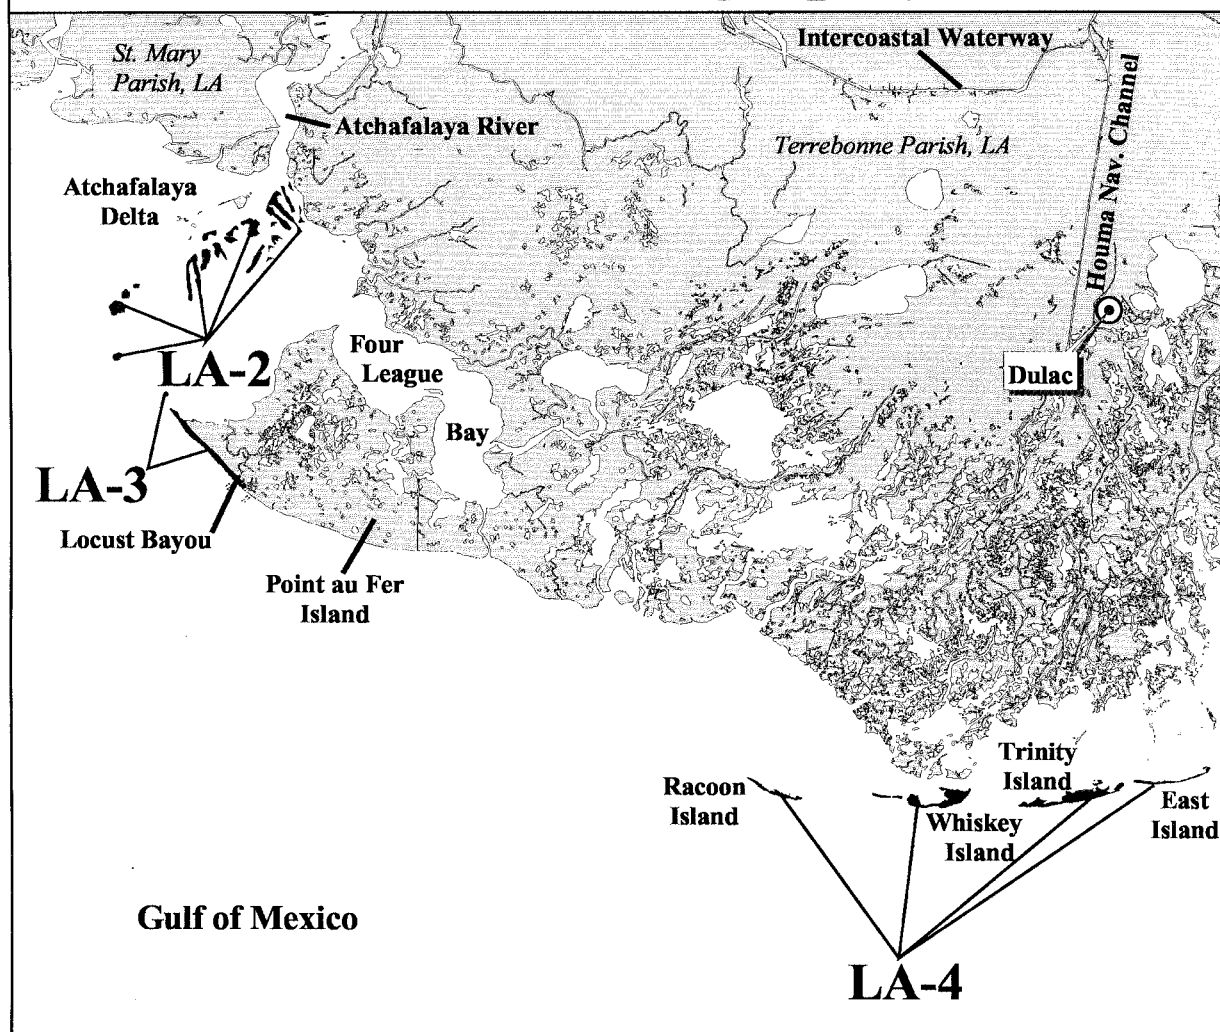 St. Mary
Parish, LA
Intercoastal Waterway
Atchafalaya River
Terrebonne Parish, LA
Houma Nav. Channel
Atchafalaya
Delta
LA-2
Four
League
Bay
Dulac
LA-3
Locust Bayou
Point au Fer
Island
Racoon
Island
Whiskey
Island
Trinity
Island
East
Island
Gulf of Mexico
LA-4